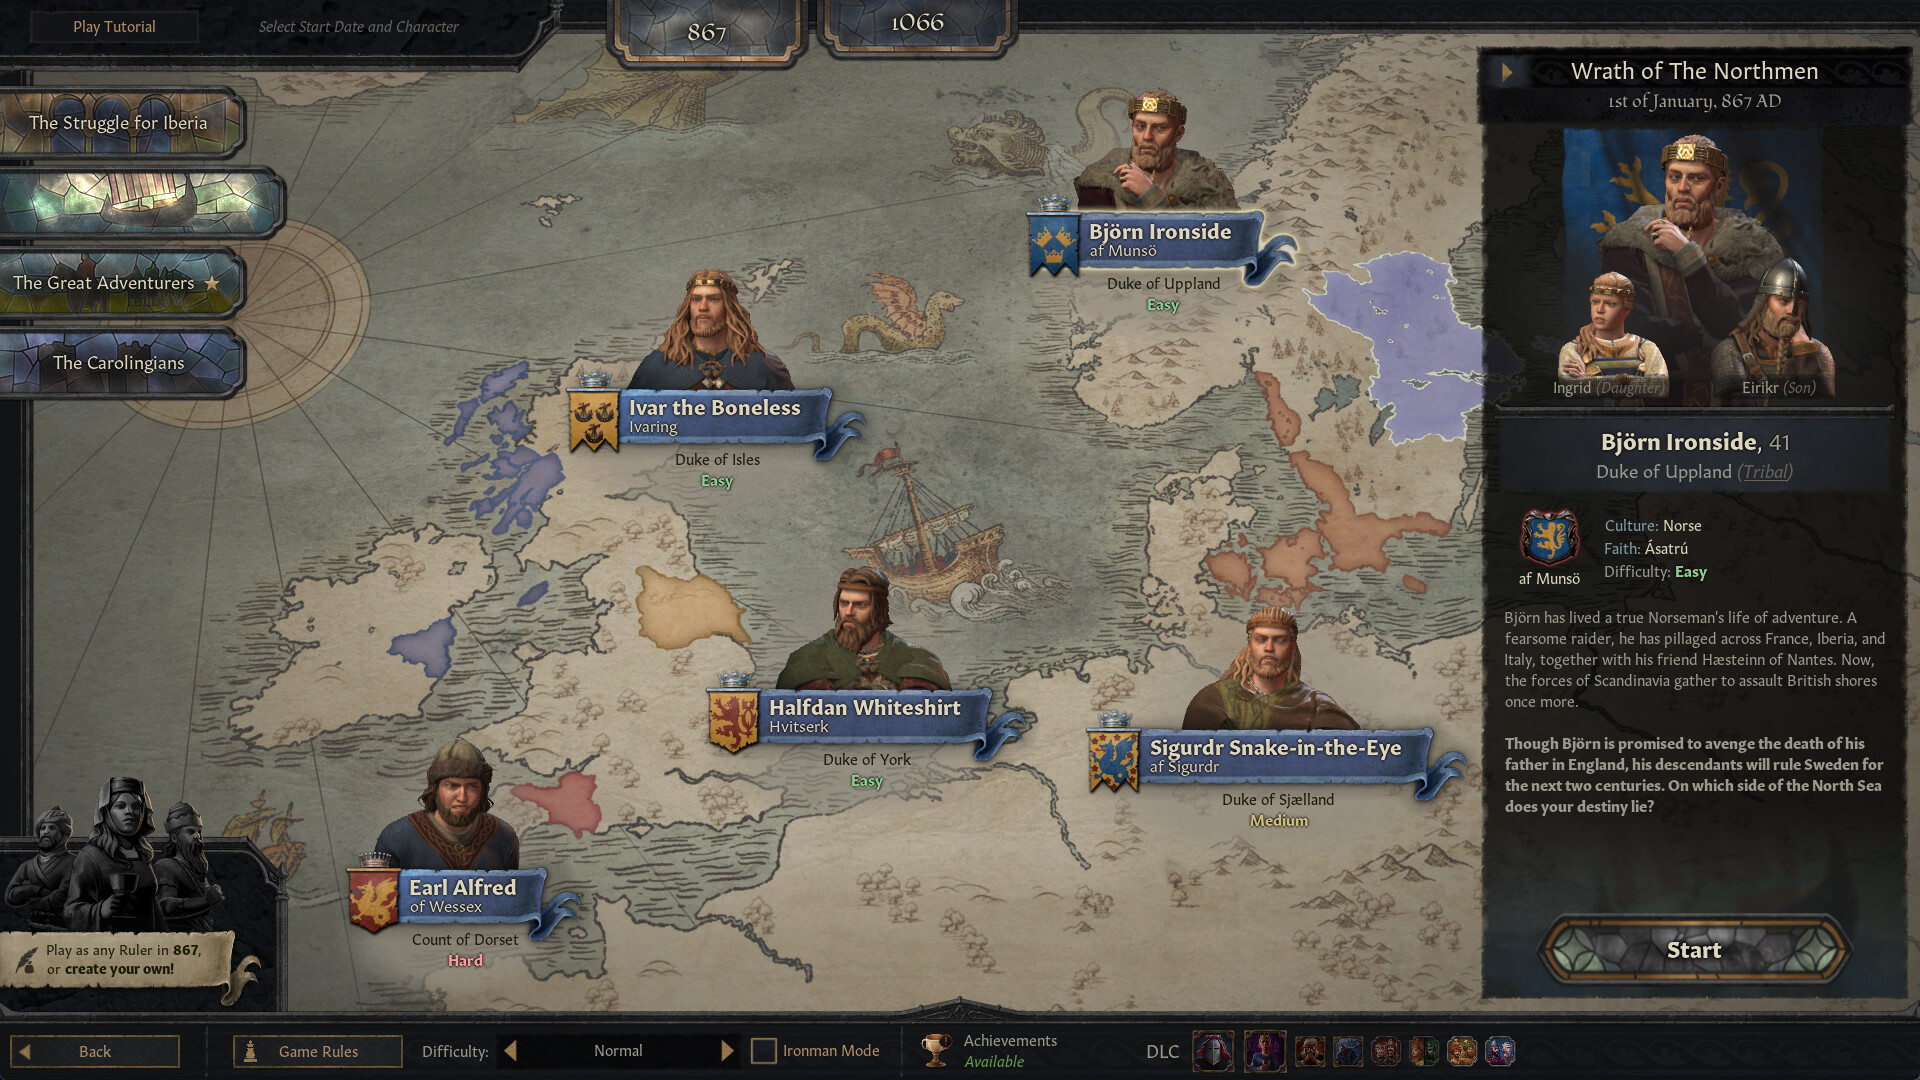 Play Tutorial
Select Start Date and Character
867
1066
The Struggle for Iberia
The Great Adventurers
The Carolingians
Björn Ironside
af Munsö
Duke of Uppland
Easy
Ivar the Boneless
Ivaring
Duke of Isles
Easy
Halfdan Whiteshirt
Hvitserk
Duke of York
Easy
Sigurdr Snake-in-the-Eye
af Sigurdr
Duke of Sjælland
Medium
Earl Alfred
of Wessex
Count of Dorset
Hard
Play as any Ruler in 867,
or create your own!
Wrath of The Northmen
1st of January, 867 AD
Ingrid (Daughter)
Eirikr (Son)
Björn Ironside, 41
Duke of Uppland (Tribal)
af Munsö
Culture: Norse
Faith: Ásatrú
Difficulty: Easy
Björn has lived a true Norseman's life of adventure. A
fearsome raider, he has pillaged across France, Iberia, and
Italy, together with his friend Hæsteinn of Nantes. Now,
the forces of Scandinavia gather to assault British shores
once more.
Though Björn is promised to avenge the death of his
father in England, his descendants will rule Sweden for
the next two centuries. On which side of the North Sea
does your destiny lie?
Start
Back
Game Rules
Difficulty:
Normal
Ironman Mode
Achievements
Available
DLC